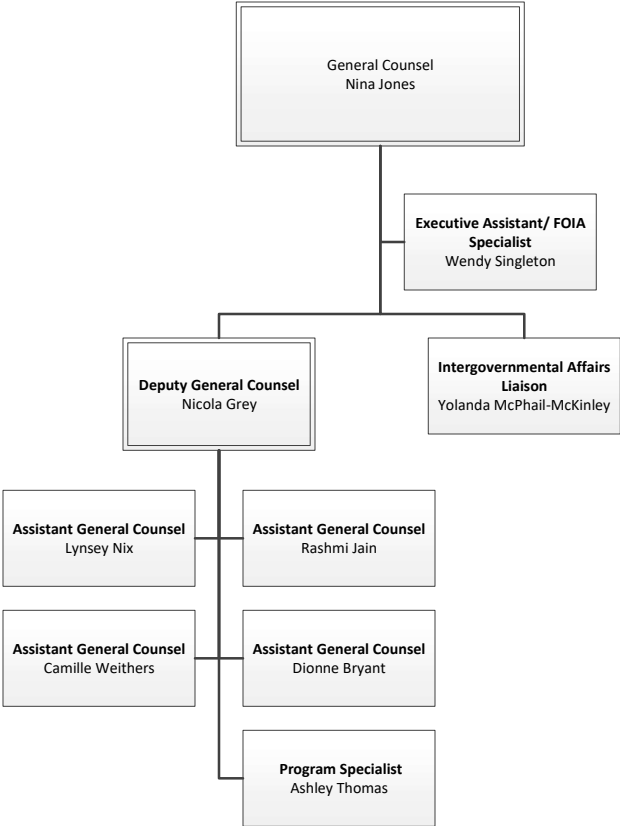 General Counsel
Nina Jones
Executive Assistant/ FOIA
Specialist
Wendy Singleton
Deputy General Counsel
Nicola Grey
Intergovernmental Affairs
Liaison
Yolanda McPhail-McKinley
Assistant General Counsel
Lynsey Nix
Assistant General Counsel
Rashmi Jain
Assistant General Counsel
Camille Weithers
Assistant General Counsel
Dionne Bryant
Program Specialist
Ashley Thomas